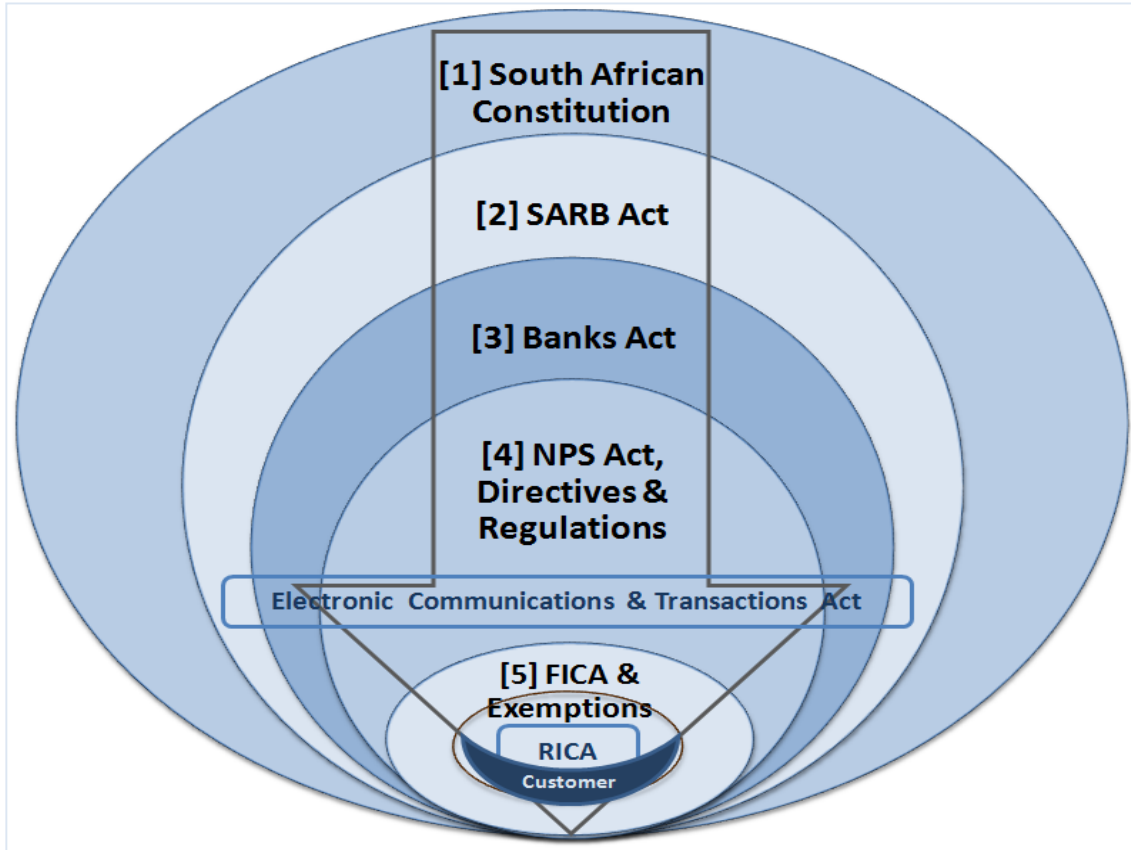 [1] South African
Constitution
[2] SARB Act
[3] Banks Act
[4] NPS Act,
Directives &
Regulations
Electronic Communications & Transactions Act
[5] FICA &
Exemptions
RICA
Customer